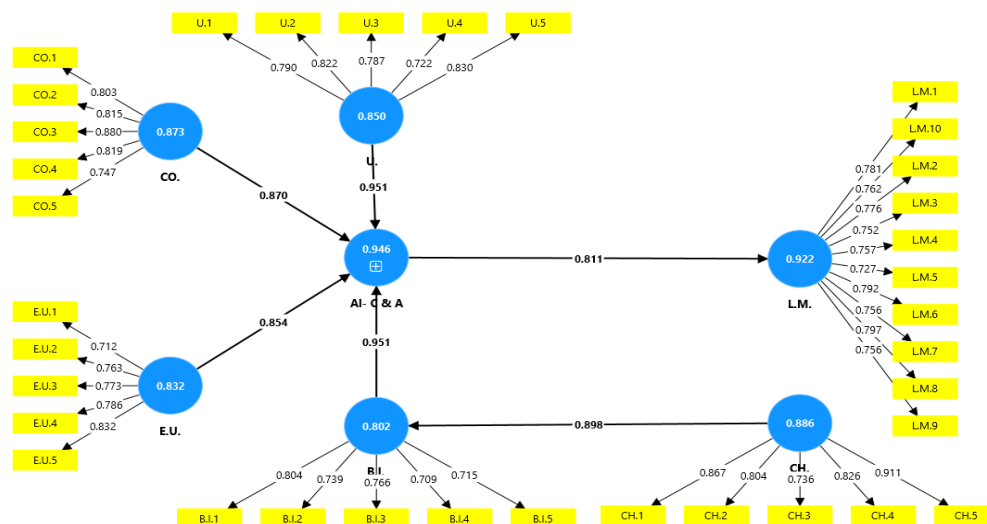 U.1
U.2
U.3
U.4
U.5
0.790
0.822
0.787
0.722
0.830
0.850
U.
0.951
CO.1
CO.2
CO.3
CO.4
CO.5
0.803
0.815
0.880
0.819
0.747
0.873
CO.
0.870
0.946
AI- C & A
0.811
0.922
L.M.
L.M.1
L.M.10
L.M.2
L.M.3
L.M.4
L.M.5
L.M.6
L.M.7
L.M.8
L.M.9
0.781
0.762
0.776
0.752
0.757
0.727
0.792
0.756
0.797
0.756
E.U.1
E.U.2
E.U.3
E.U.4
E.U.5
0.712
0.763
0.773
0.786
0.832
0.832
E.U.
0.854
0.951
0.802
B.I.
0.898
0.886
CH.
0.804
0.739
0.766
0.709
0.715
B.I.1
B.I.2
B.I.3
B.I.4
B.I.5
0.867
0.804
0.736
0.826
0.911
CH.1
CH.2
CH.3
CH.4
CH.5